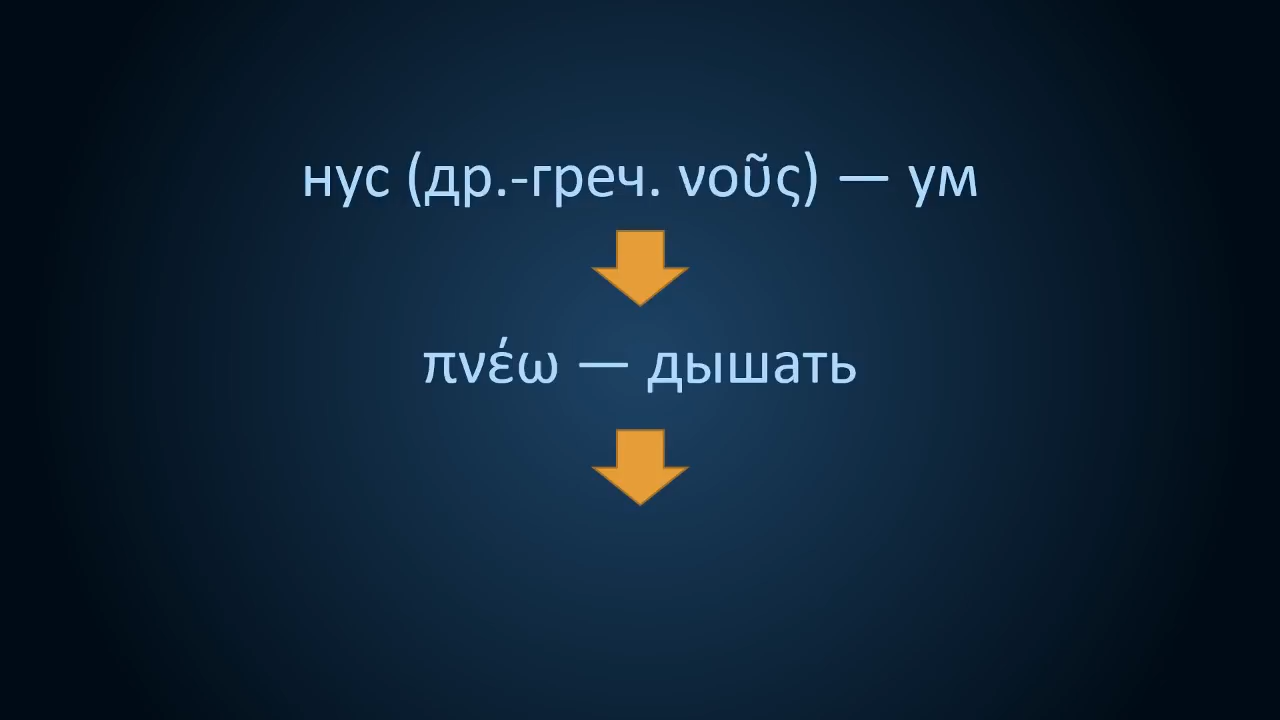 нус (др.-греч. νοῦς) — ум
πνέω — дышать